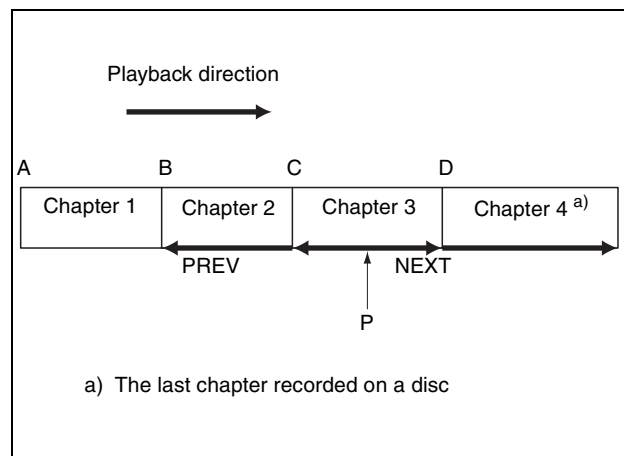 Playback direction
A B C D
Chapter 1 Chapter 2 Chapter 3 Chapter 4 a)
PREV NEXT
P
a) The last chapter recorded on a disc